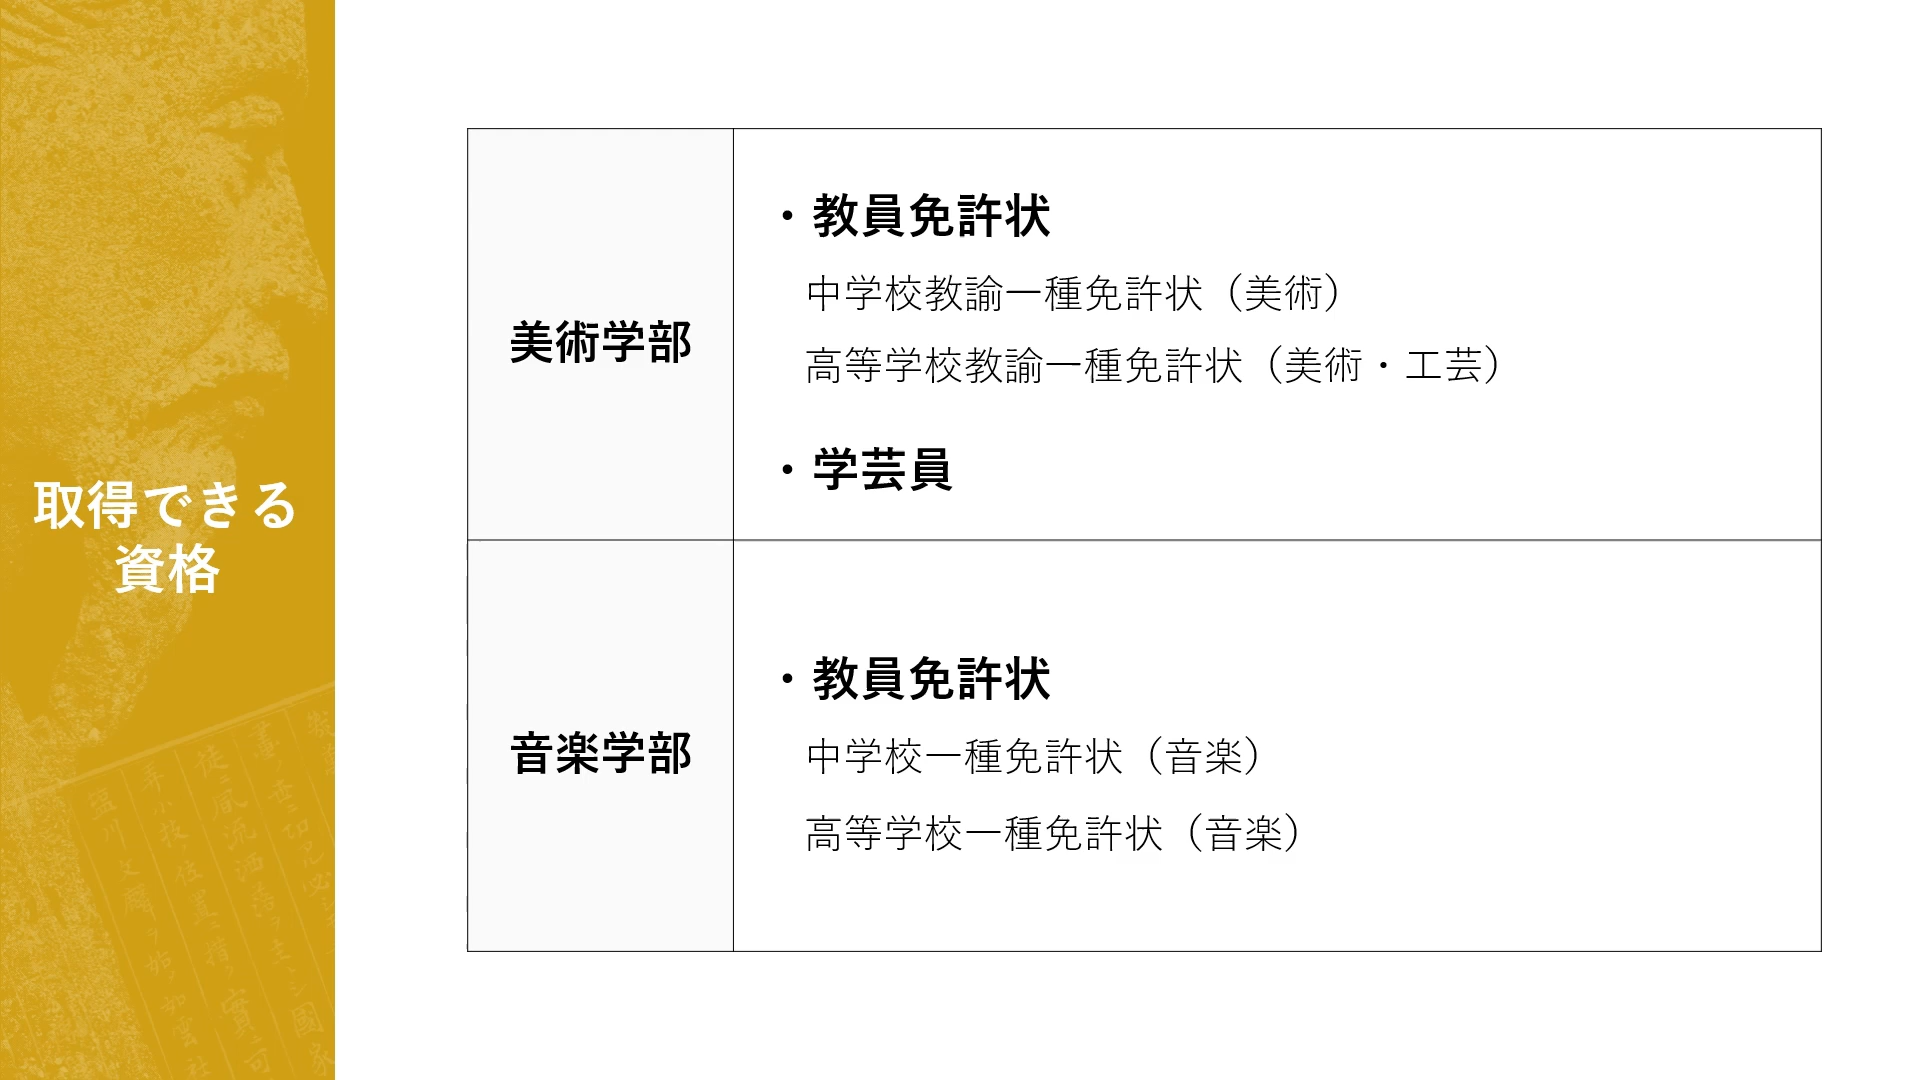 取得できる
資格
美術学部
・教員免許状
中学校教諭一種免許状（美術）
高等学校教諭一種免許状（美術・工芸）
・学芸員
音楽学部
・教員免許状
中学校一種免許状（音楽）
高等学校一種免許状（音楽）